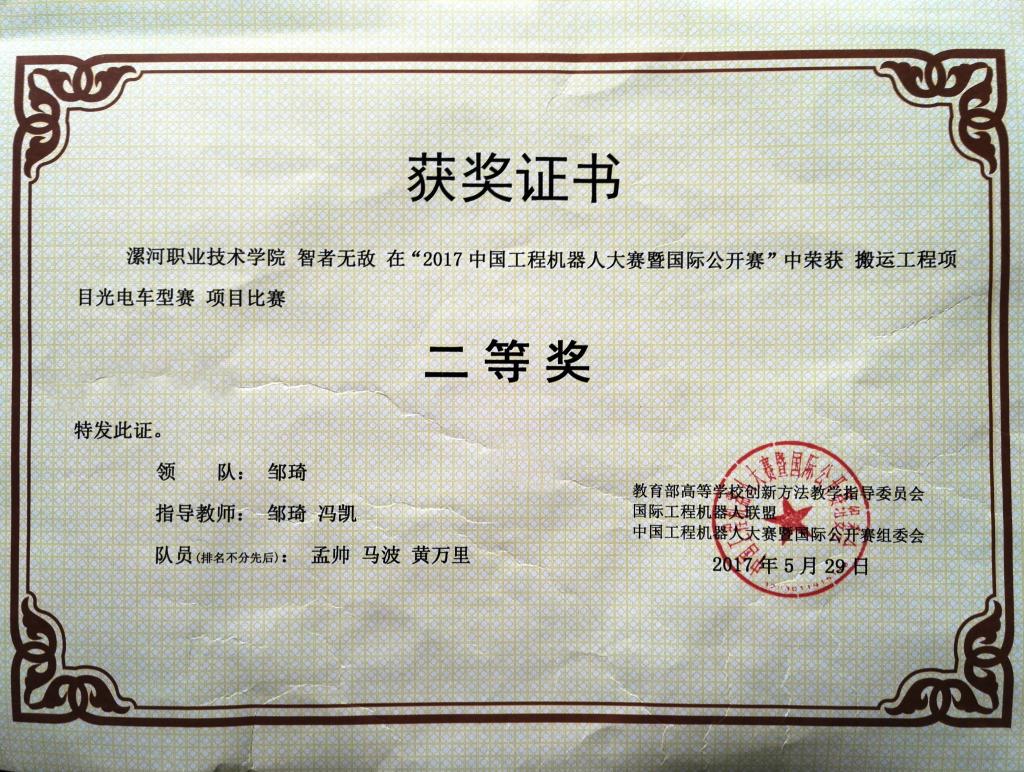 获奖证书
漯河职业技术学院 智者无敌 在“2017中国工程机器人大赛暨国际公开赛”中荣获 搬运工程项
目光电车型赛 项目比赛
二等奖
特发此证。
领 队： 邹琦
指导教师： 邹琦 冯凯
队员(排名不分先后)： 孟帅 马波 黄万里
教育部高等学校创新方法教学指导委员会
国际工程机器人联盟
中国工程机器人大赛暨国际公开赛组委会
2017年5月29日